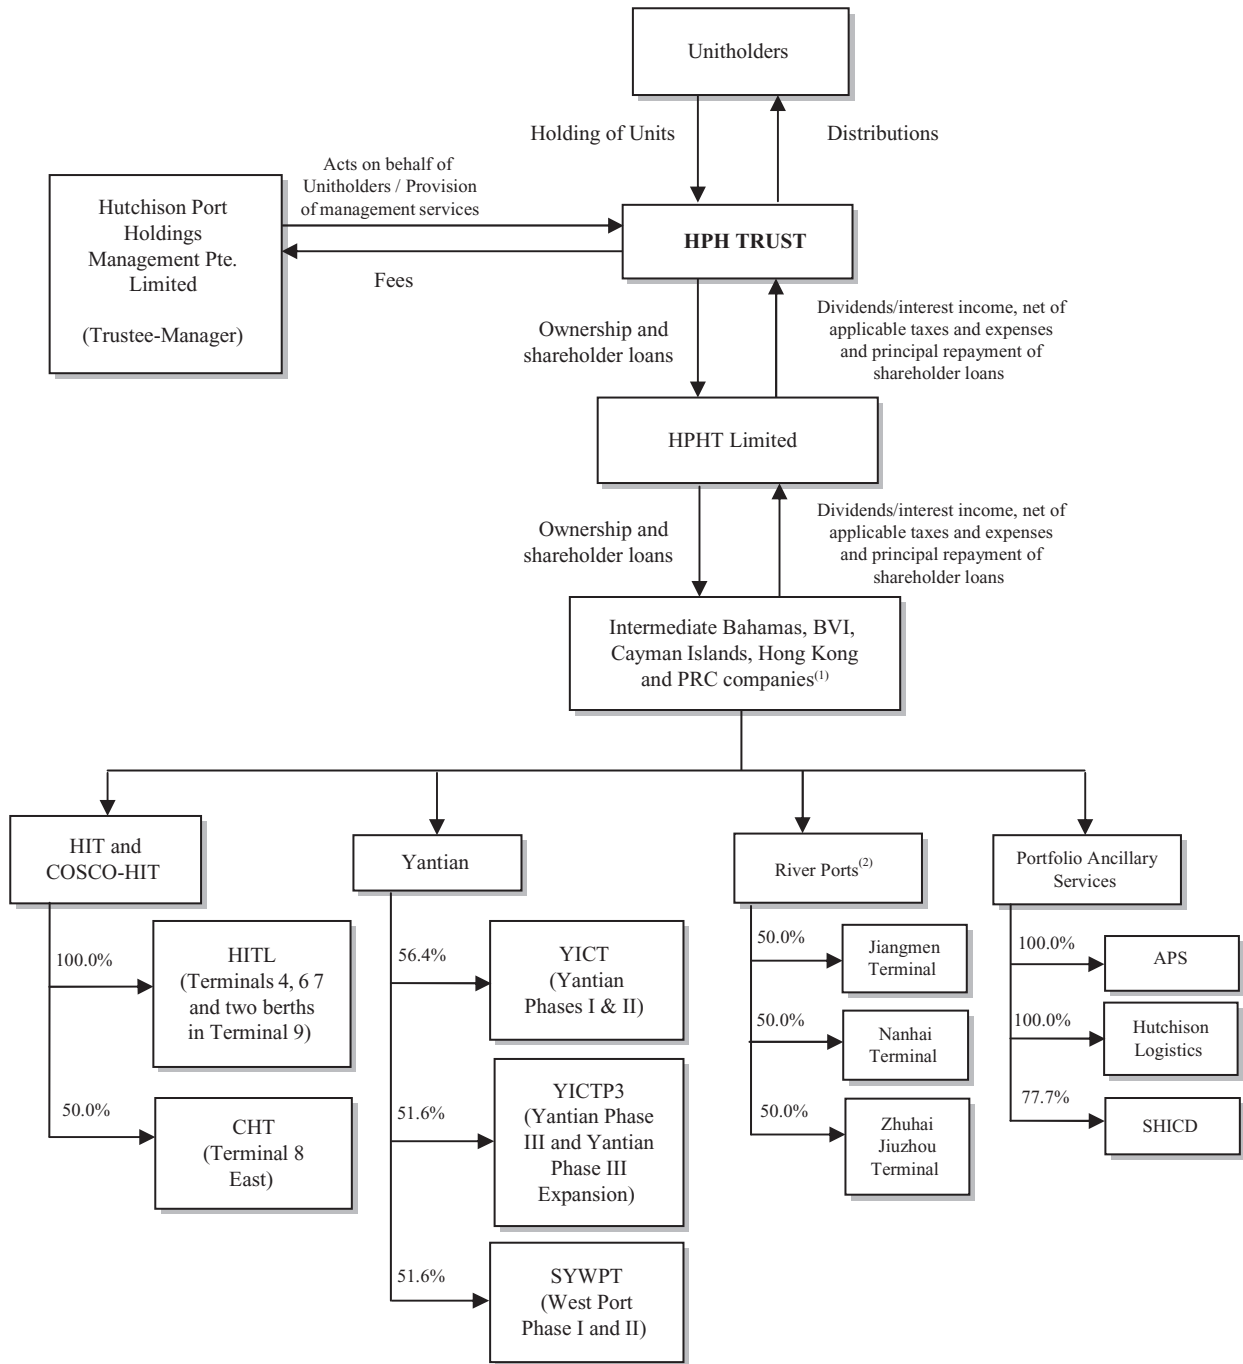 Unitholders
Holding of Units
Distributions
Acts on behalf of
Unitholders / Provision
of management services
Hutchison Port
Holdings
Management Pte.
Limited
(Trustee-Manager)
HPH TRUST
Fees
Ownership and
shareholder loans
Dividends/interest income, net of
applicable taxes and expenses
and principal repayment of
shareholder loans
HPHT Limited
Ownership and
shareholder loans
Dividends/interest income, net of
applicable taxes and expenses
and principal repayment of
shareholder loans
Intermediate Bahamas, BVI,
Cayman Islands, Hong Kong
and PRC companies(1)
HIT and
COSCO-HIT
100.0%
HITL
(Terminals 4, 6 7
and two berths
in Terminal 9)
50.0%
CHT
(Terminal 8
East)
Yantian
56.4%
YICT
(Yantian
Phases I & II)
51.6%
YICTP3
(Yantian Phase
III and Yantian
Phase III
Expansion)
51.6%
SYWPT
(West Port
Phase I and II)
River Ports(2)
50.0%
Jiangmen
Terminal
50.0%
Nanhai
Terminal
50.0%
Zhuhai
Jiuzhou
Terminal
Portfolio Ancillary
Services
100.0%
APS
100.0%
Hutchison
Logistics
77.7%
SHICD